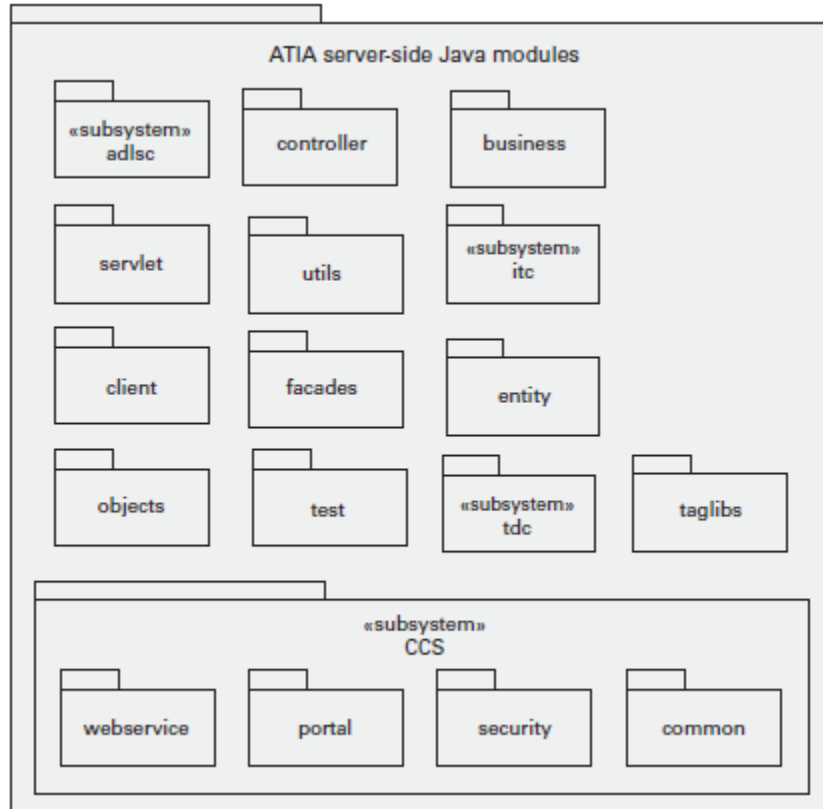 ATIA server-side Java modules
«subsystem»
adlsc
controller
business
servlet
utils
«subsystem»
itc
client
facades
entity
objects
test
«subsystem»
tdc
taglibs
«subsystem»
CCS
webservice
portal
security
common